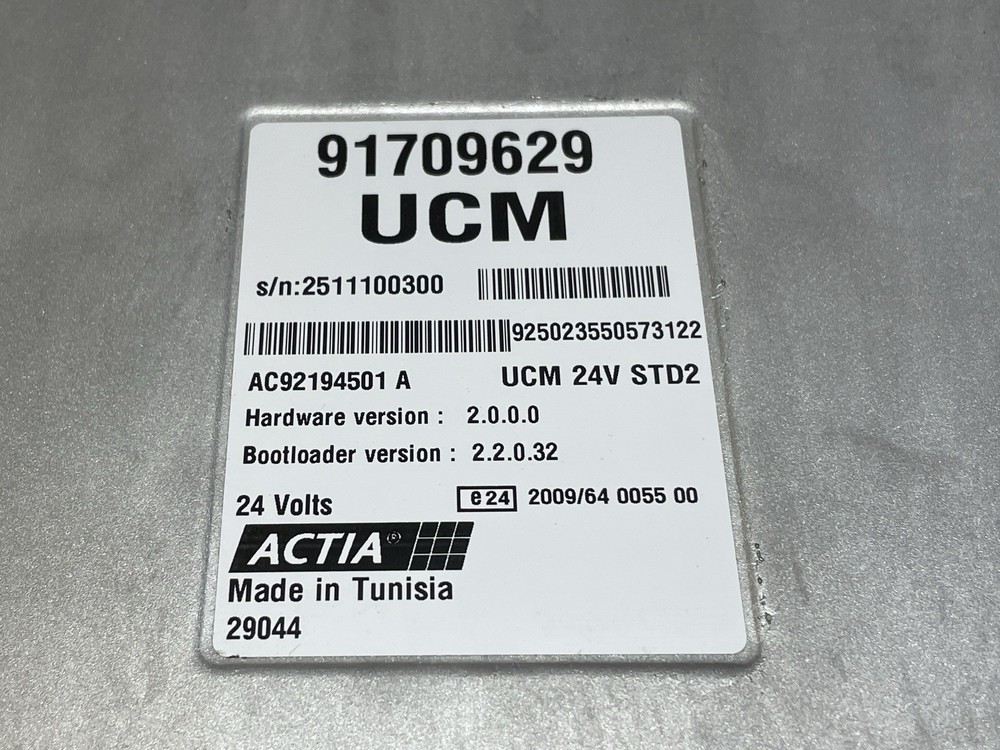 91709629
UCM
s/n:2511100300
925023550573122
AC92194501 A UCM 24V STD2
Hardware version : 2.0.0.0
Bootloader version : 2.2.0.32
24 Volts e24 2009/64 0055 00
ACTIA®
Made in Tunisia
29044